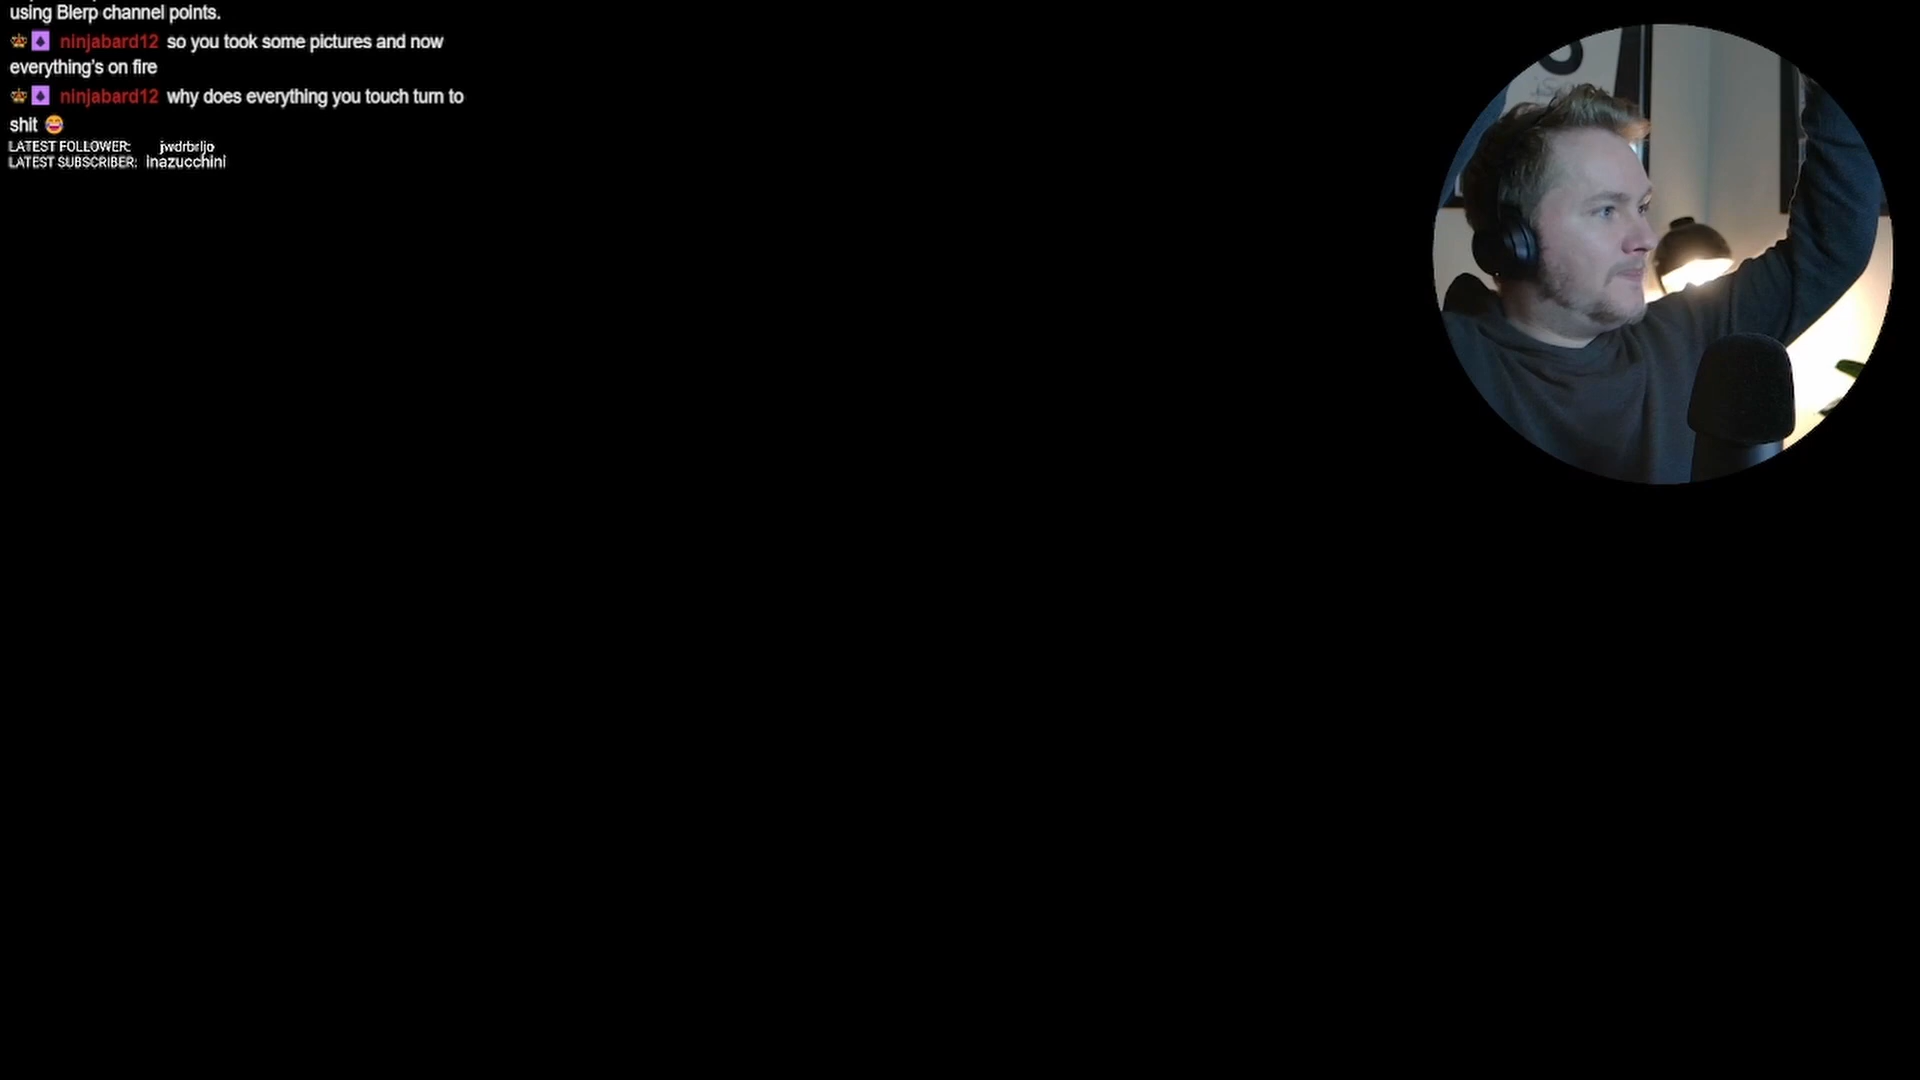 using Blerp channel points.
ninjabard12 so you took some pictures and now
everything's on fire
ninjabard12 why does everything you touch turn to
shit 😂
LATEST FOLLOWER: jwdrbrljo
LATEST SUBSCRIBER: inazucchini